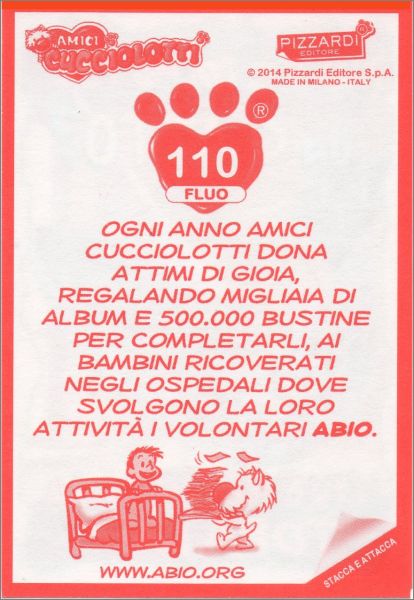 AMICI
CUCCIOLOTTI
PIZZARDI
EDITORE
© 2014 Pizzardi Editore S.p.A.
MADE IN MILANO - ITALY
®
110
FLUO
OGNI ANNO AMICI
CUCCIOLOTTI DONA
ATTIMI DI GIOIA,
REGALANDO MIGLIAIA DI
ALBUM E 500.000 BUSTINE
PER COMPLETARLI, AI
BAMBINI RICOVERATI
NEGLI OSPEDALI DOVE
SVOLGONO LA LORO
ATTIVITÀ I VOLONTARI ABIO.
WWW.ABIO.ORG
STACCA E ATTACCA